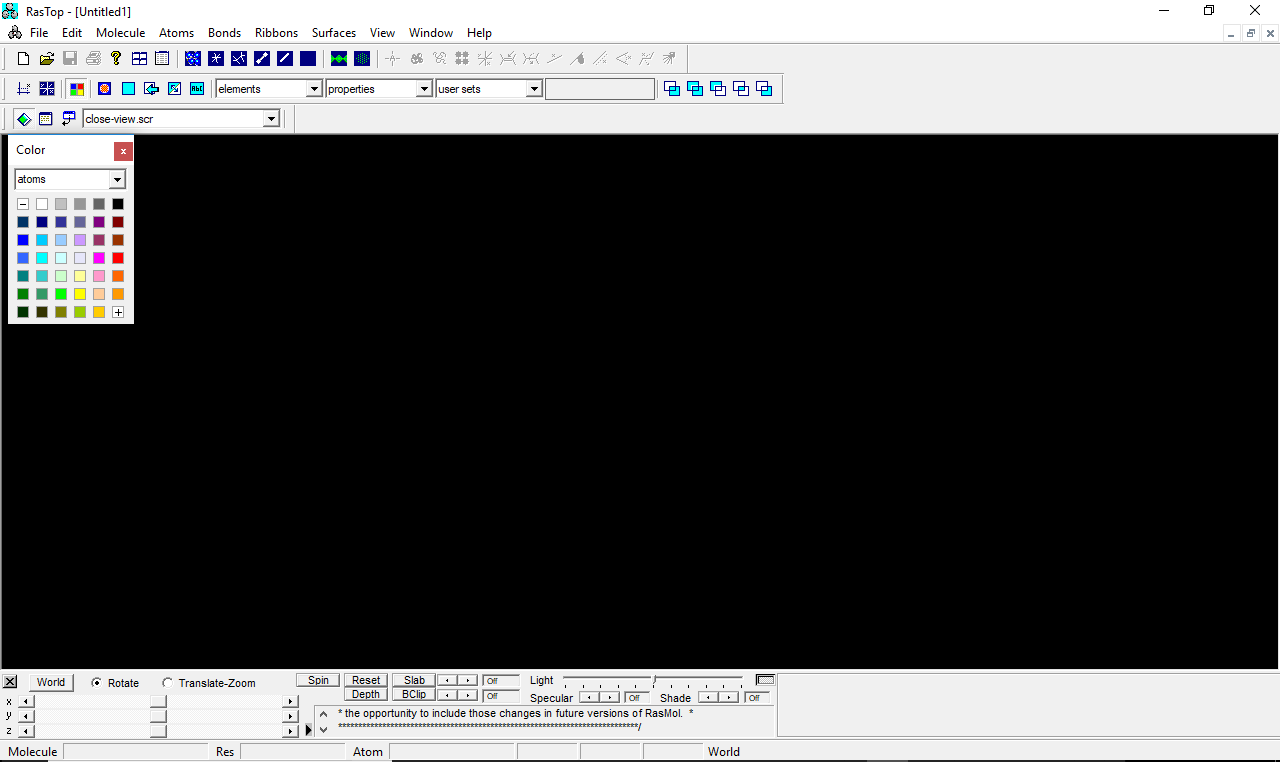 RasTop - [Untitled1]
File Edit Molecule Atoms Bonds Ribbons Surfaces View Window Help
elements properties user sets
close-view.scr
Color
atoms
World Rotate Translate-Zoom Spin Reset Slab Off Light
Depth BClip Off Specular Off Shade Off
x
y * the opportunity to include those changes in future versions of RasMol. *
z ***************************************************************************/
Molecule Res Atom World